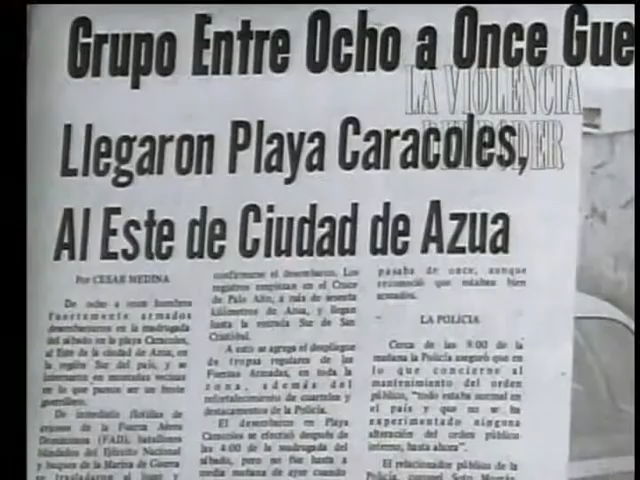 Grupo Entre Ocho a Once Gue
LA VIOLENCIA
DEL PODER
Llegaron Playa Caracoles,
Al Este de Ciudad de Azua
Por CESAR MEDINA
De ocho a once hombres
fuertemente armados
desembarcaron en la madrugada
del sábado en la playa Caracoles,
al Este de la ciudad de Azua, en
la región Sur del país, y se
internaron en montañas vecinas
en lo que parece ser un frente
guerrillero.
De inmediato flotillas de
aviones de la Fuerza Aérea
Dominicana (FAD), batallones
blindados del Ejército Nacional
y buques de la Marina de Guerra
se trasladaron al lugar y
confirmarse el desembarco. Los
registros empiezan en el Cruce
de Palo Alto, a más de sesenta
kilómetros de Azua, y llegan
hasta la entrada Sur de San
Cristóbal.
A esto se agrega el despliegue
de tropas regulares de las
Fuerzas Armadas, en toda la
zona, además del
reforzamiento de cuarteles y
destacamentos de la Policía.
El desembarco en Playa
Caracoles se efectuó después de
las 4:00 de la madrugada del
sábado, pero no fue hasta a
media mañana de ayer cuando
pasaba de once, aunque
reconoció que estaban bien
armados.
LA POLICIA
Cerca de las 9:00 de la
mañana la Policía aseguró que en
lo que concierne al
mantenimiento del orden
público, "todo estaba normal en
el país y que no se ha
experimentado ninguna
alteración del orden público
interno, hasta ahora".
El relacionador público de la
Policía, coronel Soto